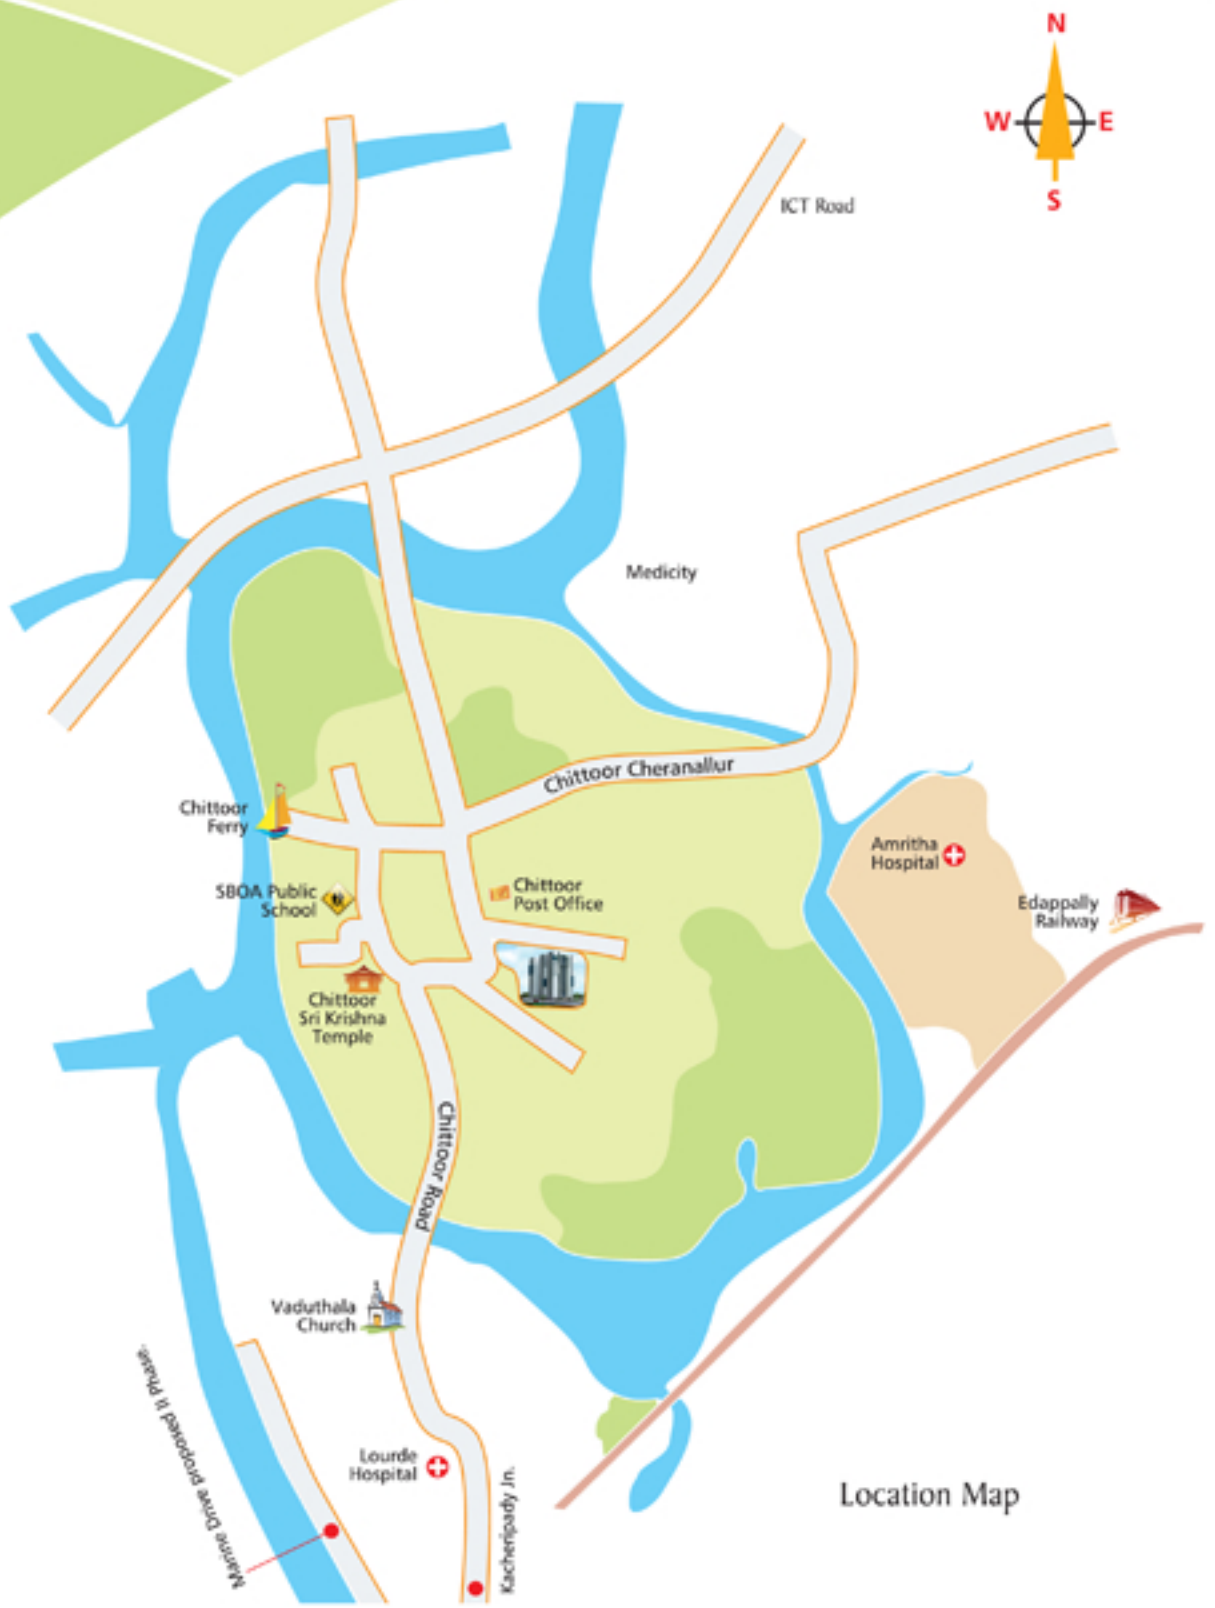 N
W
E
S
ICT Road
Medicity
Chittoor Cheranallur
Chittoor
Ferry
Amritha
Hospital
SBOA Public
School
Chittoor
Post Office
Edappally
Railway
Chittoor
Sri Krishna
Temple
Chittoor Road
Vaduthala
Church
Marine Drive proposed II Phase.
Lourde
Hospital
Kacheripady Jn.
Location Map